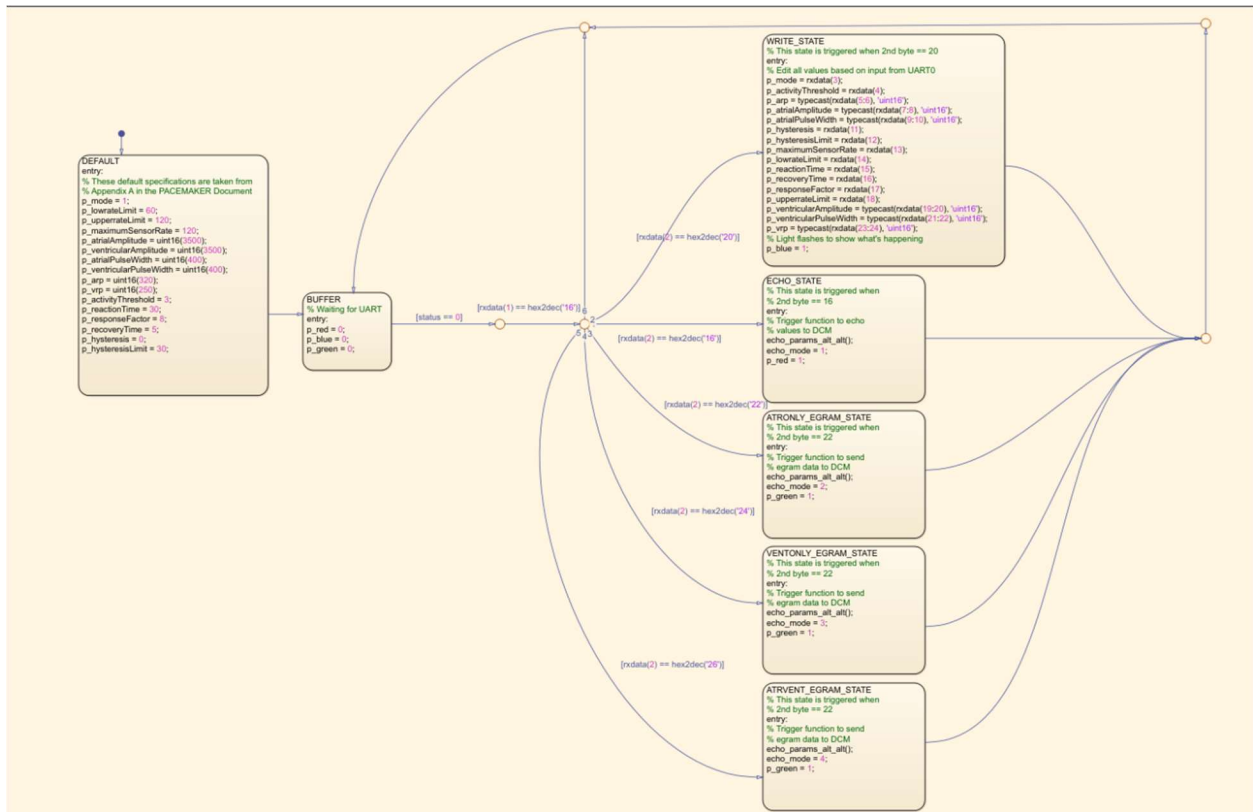 DEFAULT
entry:
% These default specifications are taken from
% Appendix A in the PACEMAKER Document
p_mode = 1;
p_lowrateLimit = 60;
p_upperrateLimit = 120;
p_maximumSensorRate = 120;
p_atrialAmplitude = uint16(3500);
p_ventricularAmplitude = uint16(3500);
p_atrialPulseWidth = uint16(400);
p_ventricularPulseWidth = uint16(400);
p_arp = uint16(320);
p_vrp = uint16(250);
p_activityThreshold = 3;
p_reactionTime = 30;
p_responseFactor = 8;
p_recoveryTime = 5;
p_hysteresis = 0;
p_hysteresisLimit = 30;
BUFFER
% Waiting for UART
entry:
p_red = 0;
p_blue = 0;
p_green = 0;
[status == 0]
[rxdata(1) == hex2dec('16')]
6
2
3
4
5
[rxdata(2) == hex2dec('20')]
[rxdata(2) == hex2dec('16')]
[rxdata(2) == hex2dec('22')]
[rxdata(2) == hex2dec('24')]
[rxdata(2) == hex2dec('26')]
WRITE_STATE
% This state is triggered when 2nd byte == 20
entry:
% Edit all values based on input from UART0
p_mode = rxdata(3);
p_activityThreshold = rxdata(4);
p_arp = typecast(rxdata(5:6), 'uint16');
p_atrialAmplitude = typecast(rxdata(7:8), 'uint16');
p_atrialPulseWidth = typecast(rxdata(9:10), 'uint16');
p_hysteresis = rxdata(11);
p_hysteresisLimit = rxdata(12);
p_maximumSensorRate = rxdata(13);
p_lowrateLimit = rxdata(14);
p_reactionTime = rxdata(15);
p_recoveryTime = rxdata(16);
p_responseFactor = rxdata(17);
p_upperrateLimit = rxdata(18);
p_ventricularAmplitude = typecast(rxdata(19:20), 'uint16');
p_ventricularPulseWidth = typecast(rxdata(21:22), 'uint16');
p_vrp = typecast(rxdata(23:24), 'uint16');
% Light flashes to show what's happening
p_blue = 1;
ECHO_STATE
% This state is triggered when
% 2nd byte == 16
entry:
% Trigger function to echo
% values to DCM
echo_params_alt_alt();
echo_mode = 1;
p_red = 1;
ATRONLY_EGRAM_STATE
% This state is triggered when
% 2nd byte == 22
entry:
% Trigger function to send
% egram data to DCM
echo_params_alt_alt();
echo_mode = 2;
p_green = 1;
VENTONLY_EGRAM_STATE
% This state is triggered when
% 2nd byte == 22
entry:
% Trigger function to send
% egram data to DCM
echo_params_alt_alt();
echo_mode = 3;
p_green = 1;
ATRVENT_EGRAM_STATE
% This state is triggered when
% 2nd byte == 22
entry:
% Trigger function to send
% egram data to DCM
echo_params_alt_alt();
echo_mode = 4;
p_green = 1;